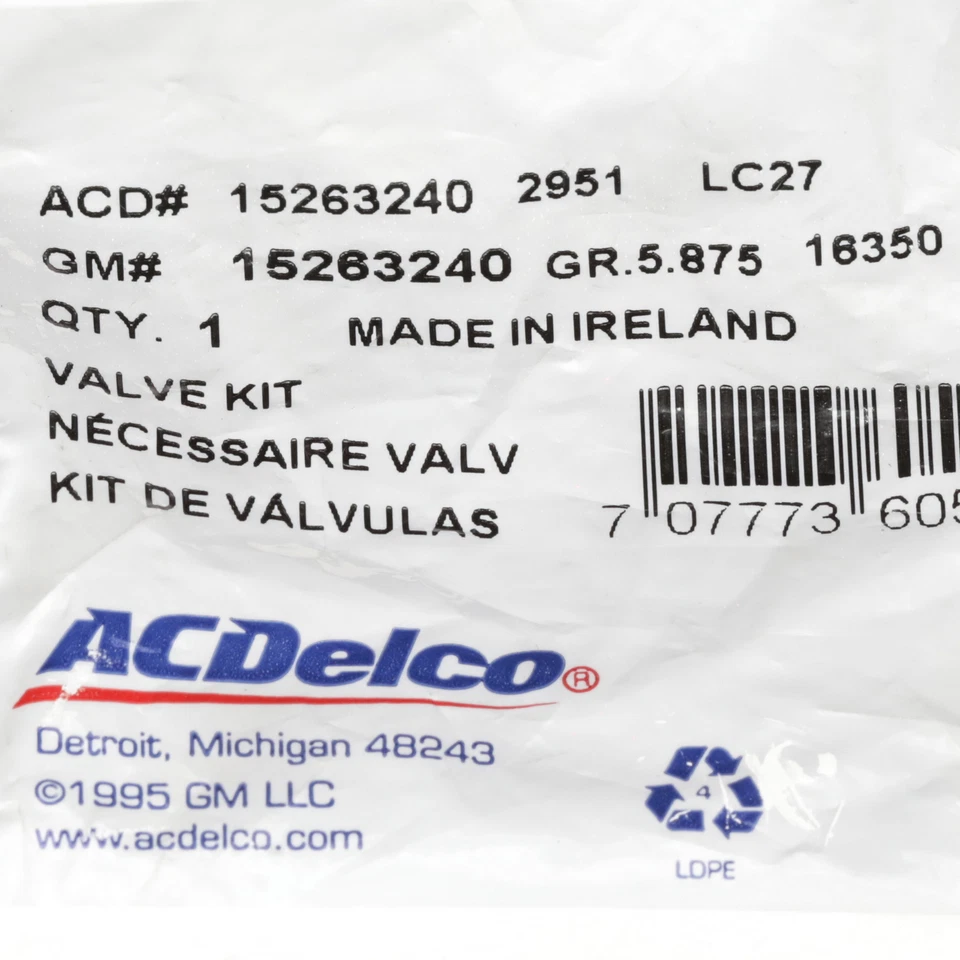 ACD# 15263240 2951 LC27
GM# 15263240 GR.5.875 16350
QTY. 1 MADE IN IRELAND
VALVE KIT
NÉCESSAIRE VALV
KIT DE VÁLVULAS
7 07773 605
ACDelco®
Detroit, Michigan 48243
©1995 GM LLC
www.acdelco.com
4
LDPE